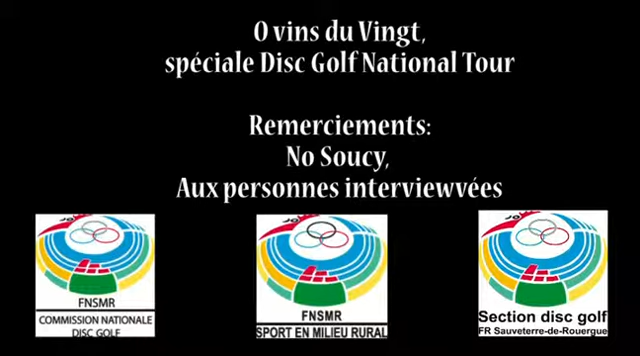 O vins du Vingt,
spéciale Disc Golf National Tour
Remerciements:
No Soucy,
Aux personnes interviewvées
FNSMR
COMMISSION NATIONALE
DISC GOLF
FNSMR
SPORT EN MILIEU RURAL
Section disc golf
FR Sauveterre-de-Rouergue